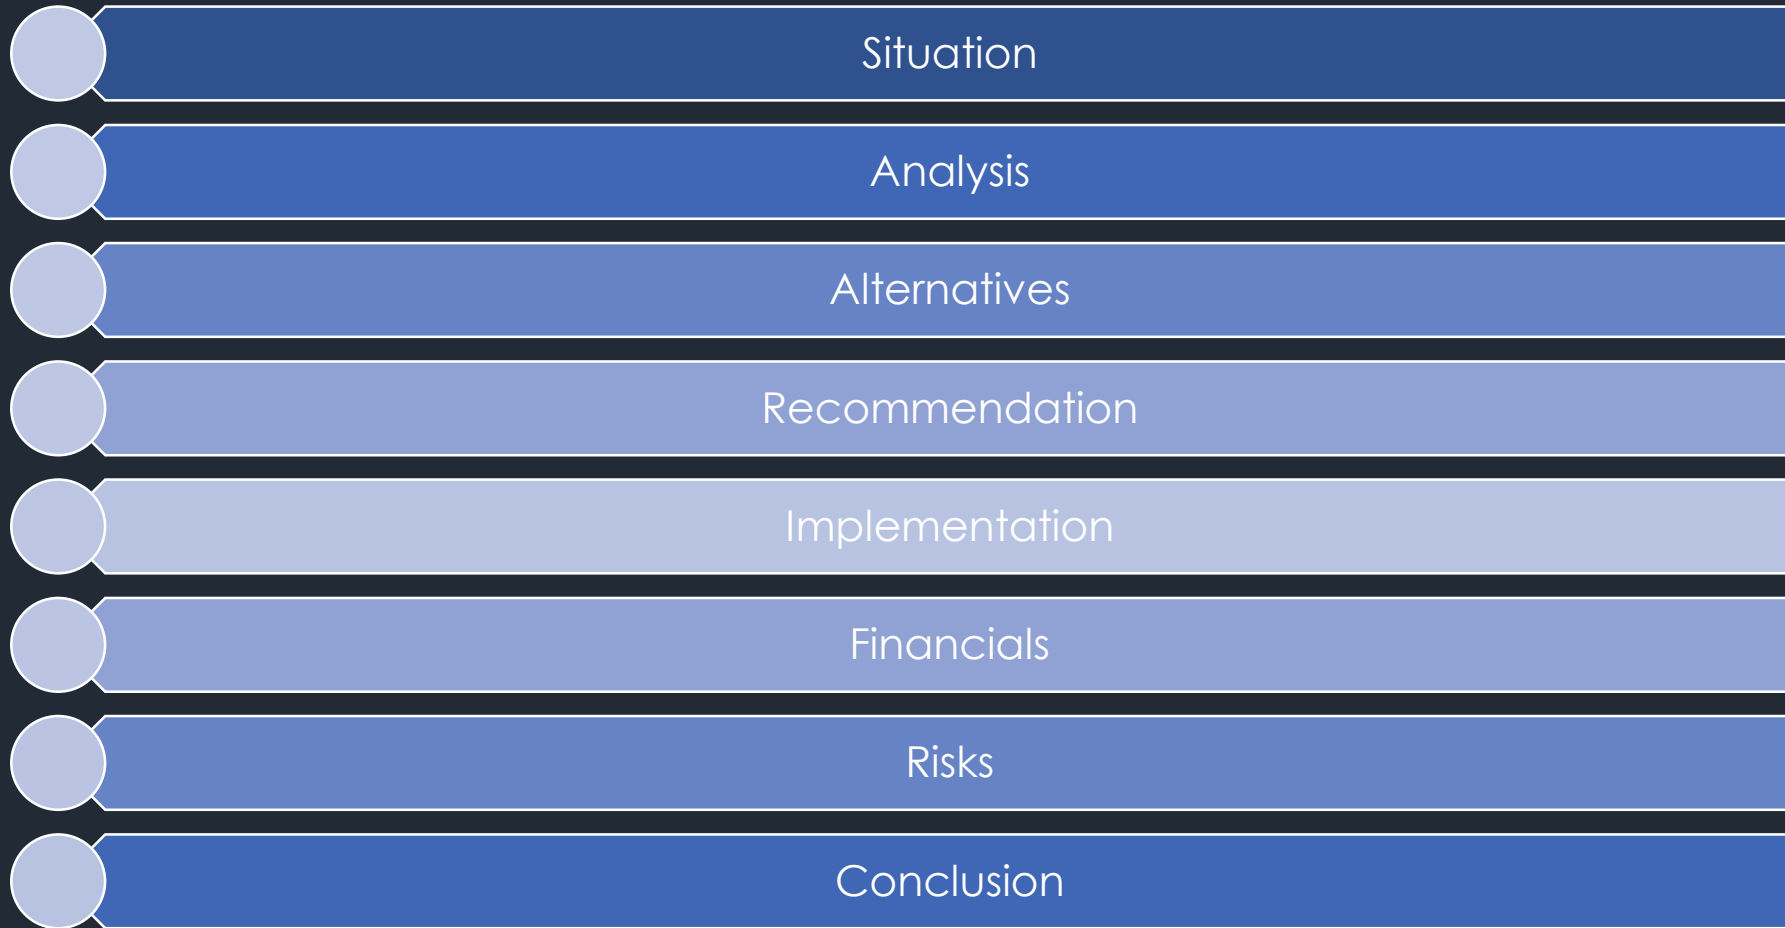 Situation
Analysis
Alternatives
Recommendation
Implementation
Financials
Risks
Conclusion